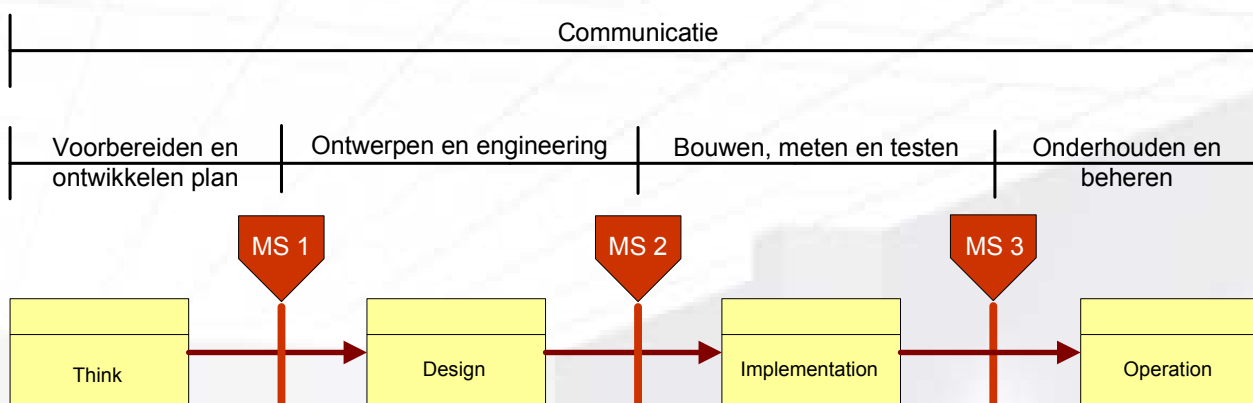 Communicatie
Voorbereiden en
ontwikkelen plan
Ontwerpen en engineering
Bouwen, meten en testen
Onderhouden en
beheren
MS 1
MS 2
MS 3
Think
Design
Implementation
Operation